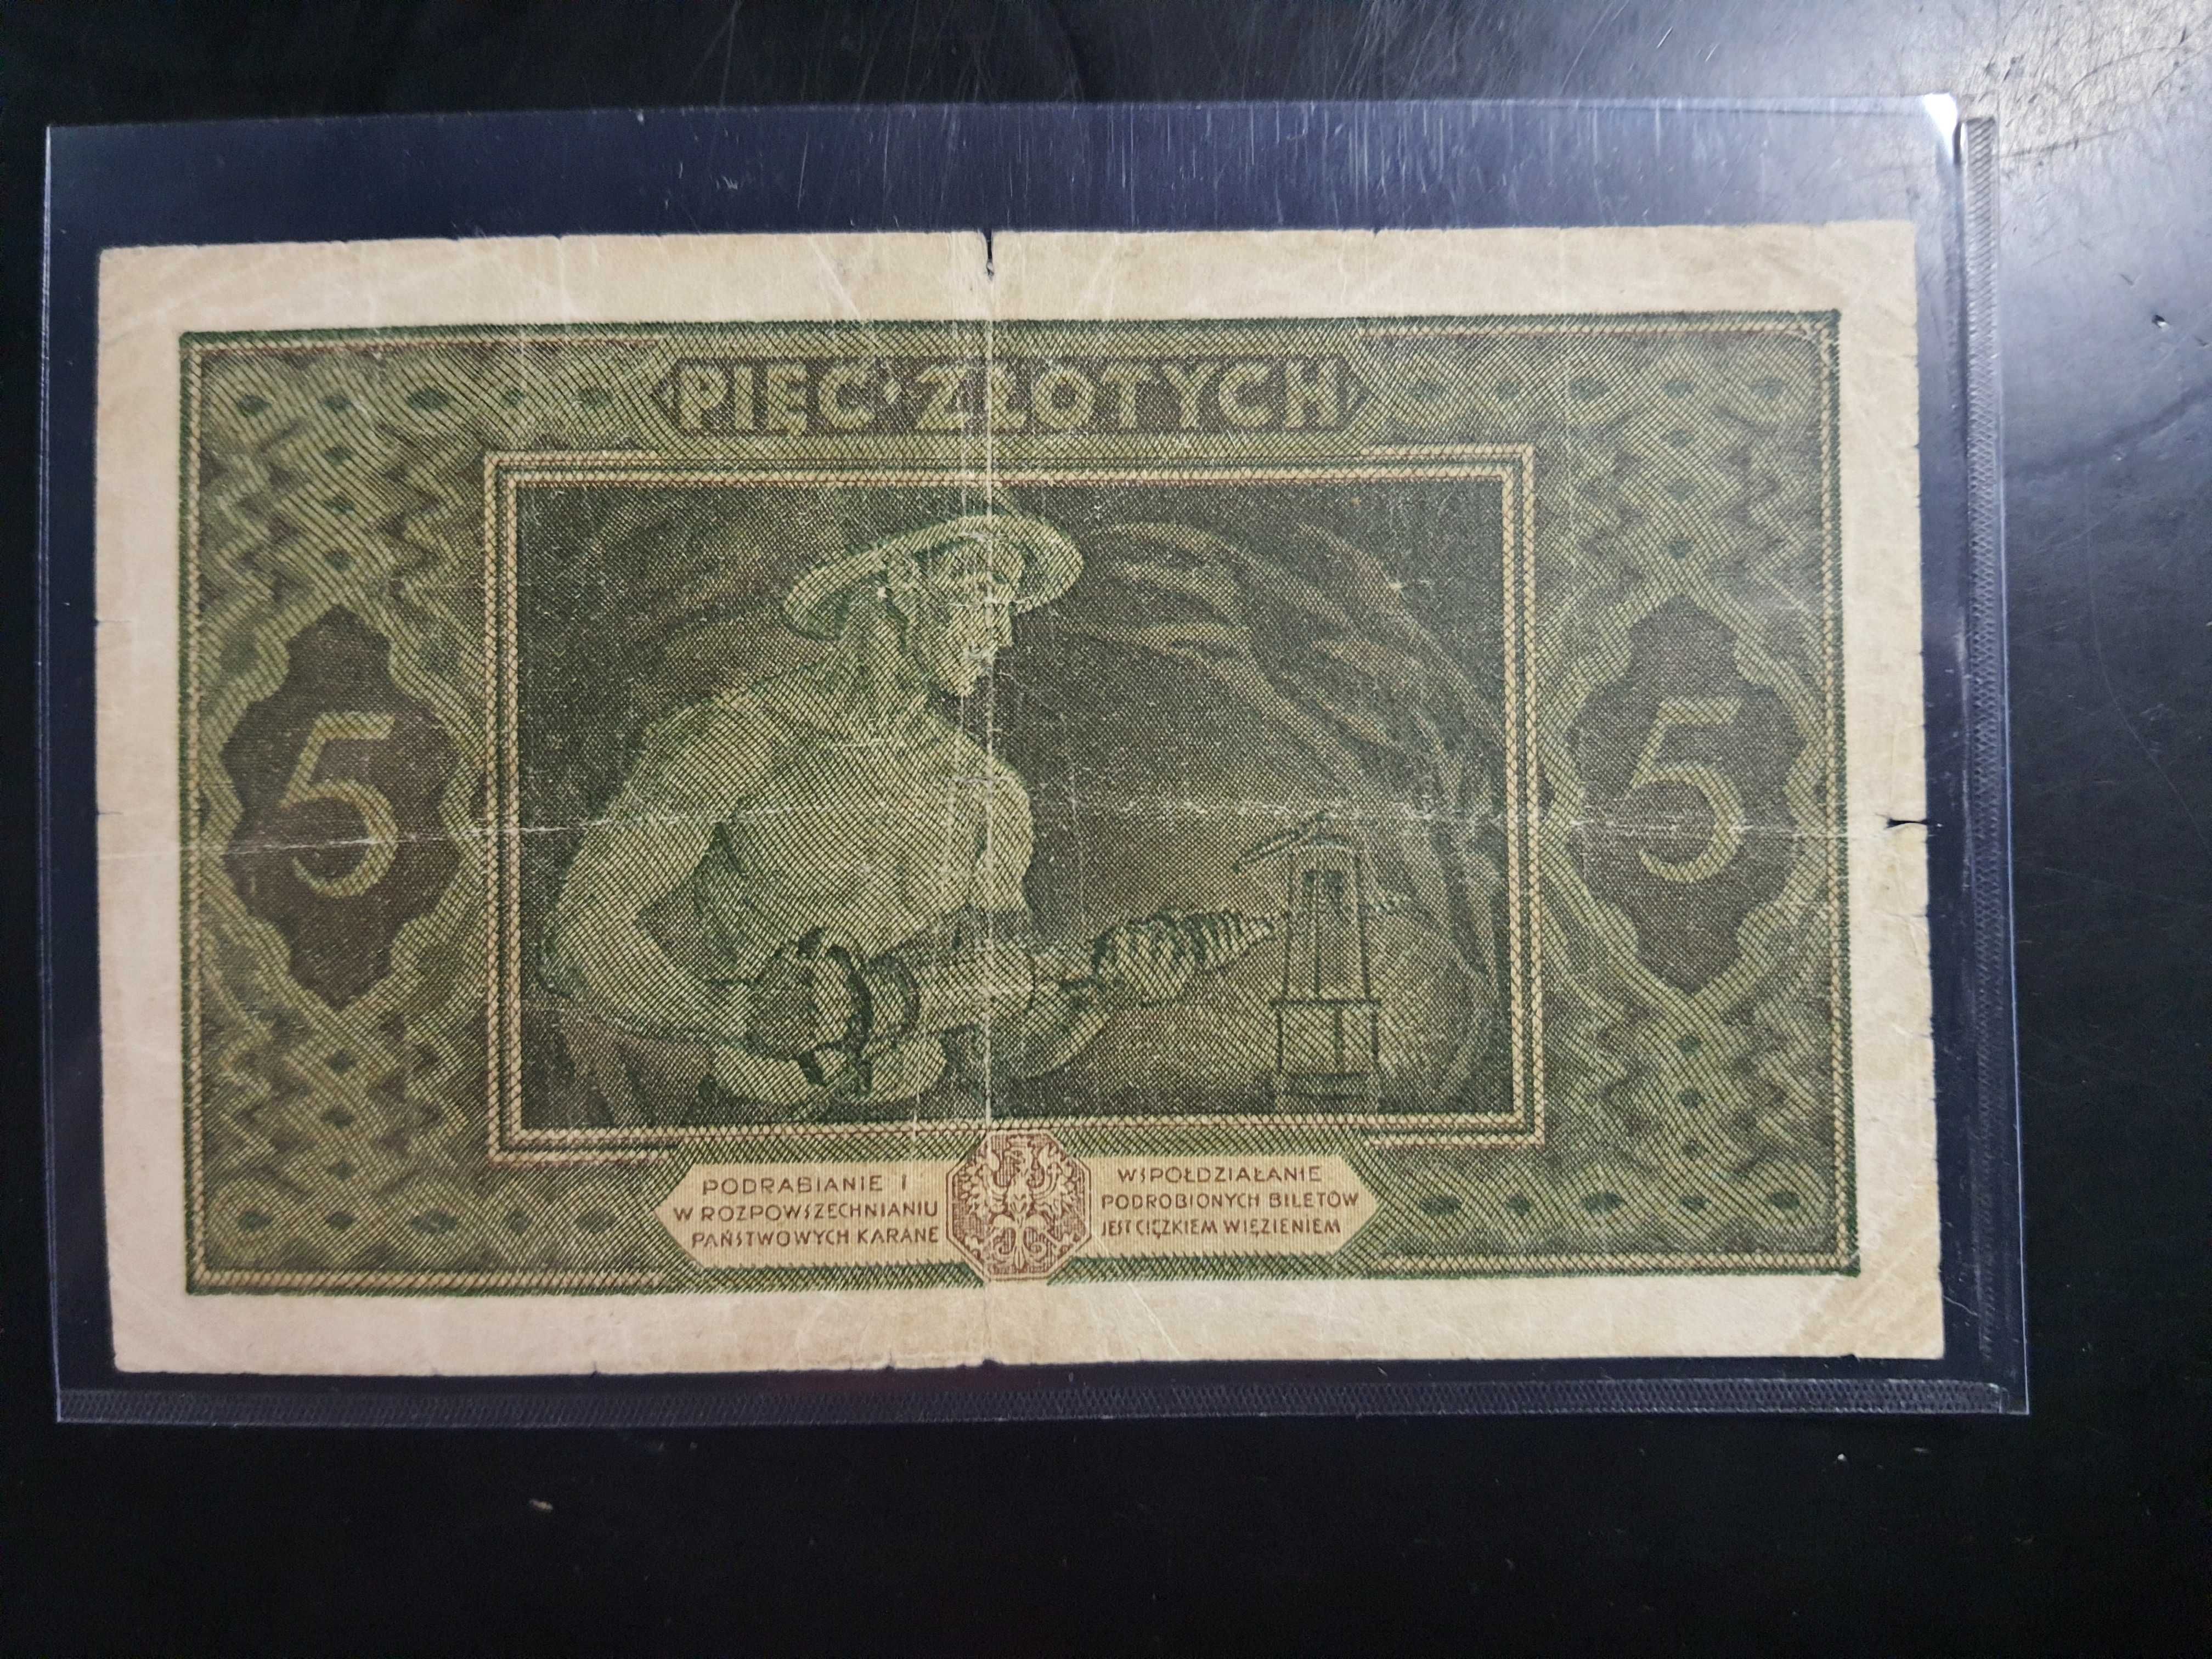 PIĘĆ ZŁOTYCH
5
5
PODRABIANIE I WSPÓŁDZIAŁANIE
W ROZPOWSZECHNIANIU PODROBIONYCH BILETÓW
PAŃSTWOWYCH KARANE JEST CIĘŻKIEM WIĘZIENIEM